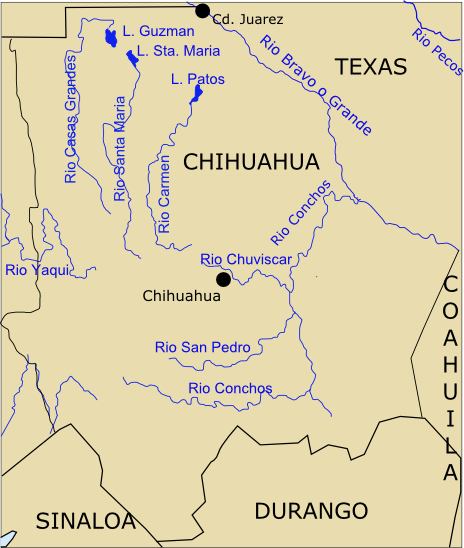 Cd. Juarez
L. Guzman
L. Sta. Maria
L. Patos
Rio Bravo o Grande
TEXAS
Rio Pecos
Rio Casas Grandes
Rio Santa Maria
Rio Carmen
CHIHUAHUA
Rio Conchos
Rio Yaqui
Rio Chuviscar
Chihuahua
COAHUILA
Rio San Pedro
Rio Conchos
SINALOA
DURANGO